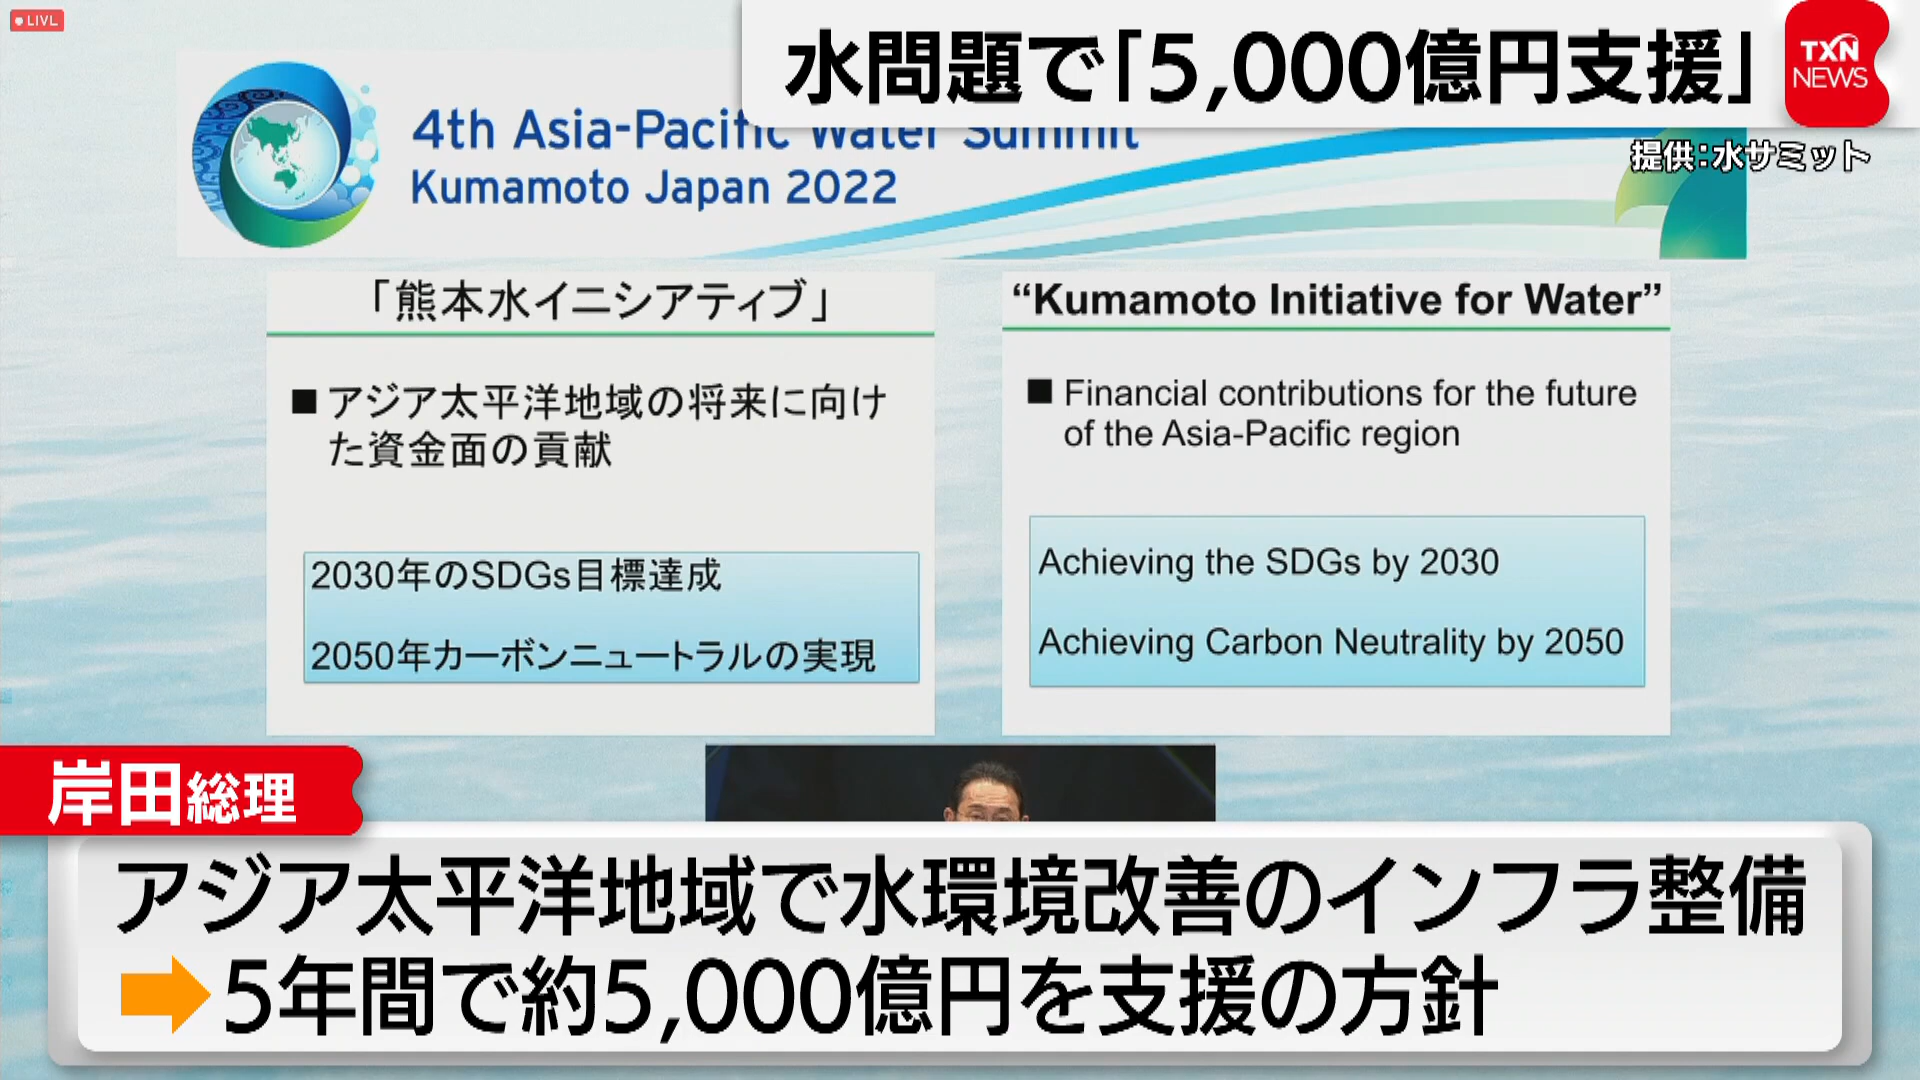 LIVE
水問題で「5,000億円支援」
TXN
NEWS
提供:水サミット
4th Asia-Pacific Water Summit
Kumamoto Japan 2022
「熊本水イニシアティブ」
■ アジア太平洋地域の将来に向け
た資金面の貢献
2030年のSDGs目標達成
2050年カーボンニュートラルの実現
“Kumamoto Initiative for Water”
■ Financial contributions for the future
of the Asia-Pacific region
Achieving the SDGs by 2030
Achieving Carbon Neutrality by 2050
岸田総理
アジア太平洋地域で水環境改善のインフラ整備
➡5年間で約5,000億円を支援の方針